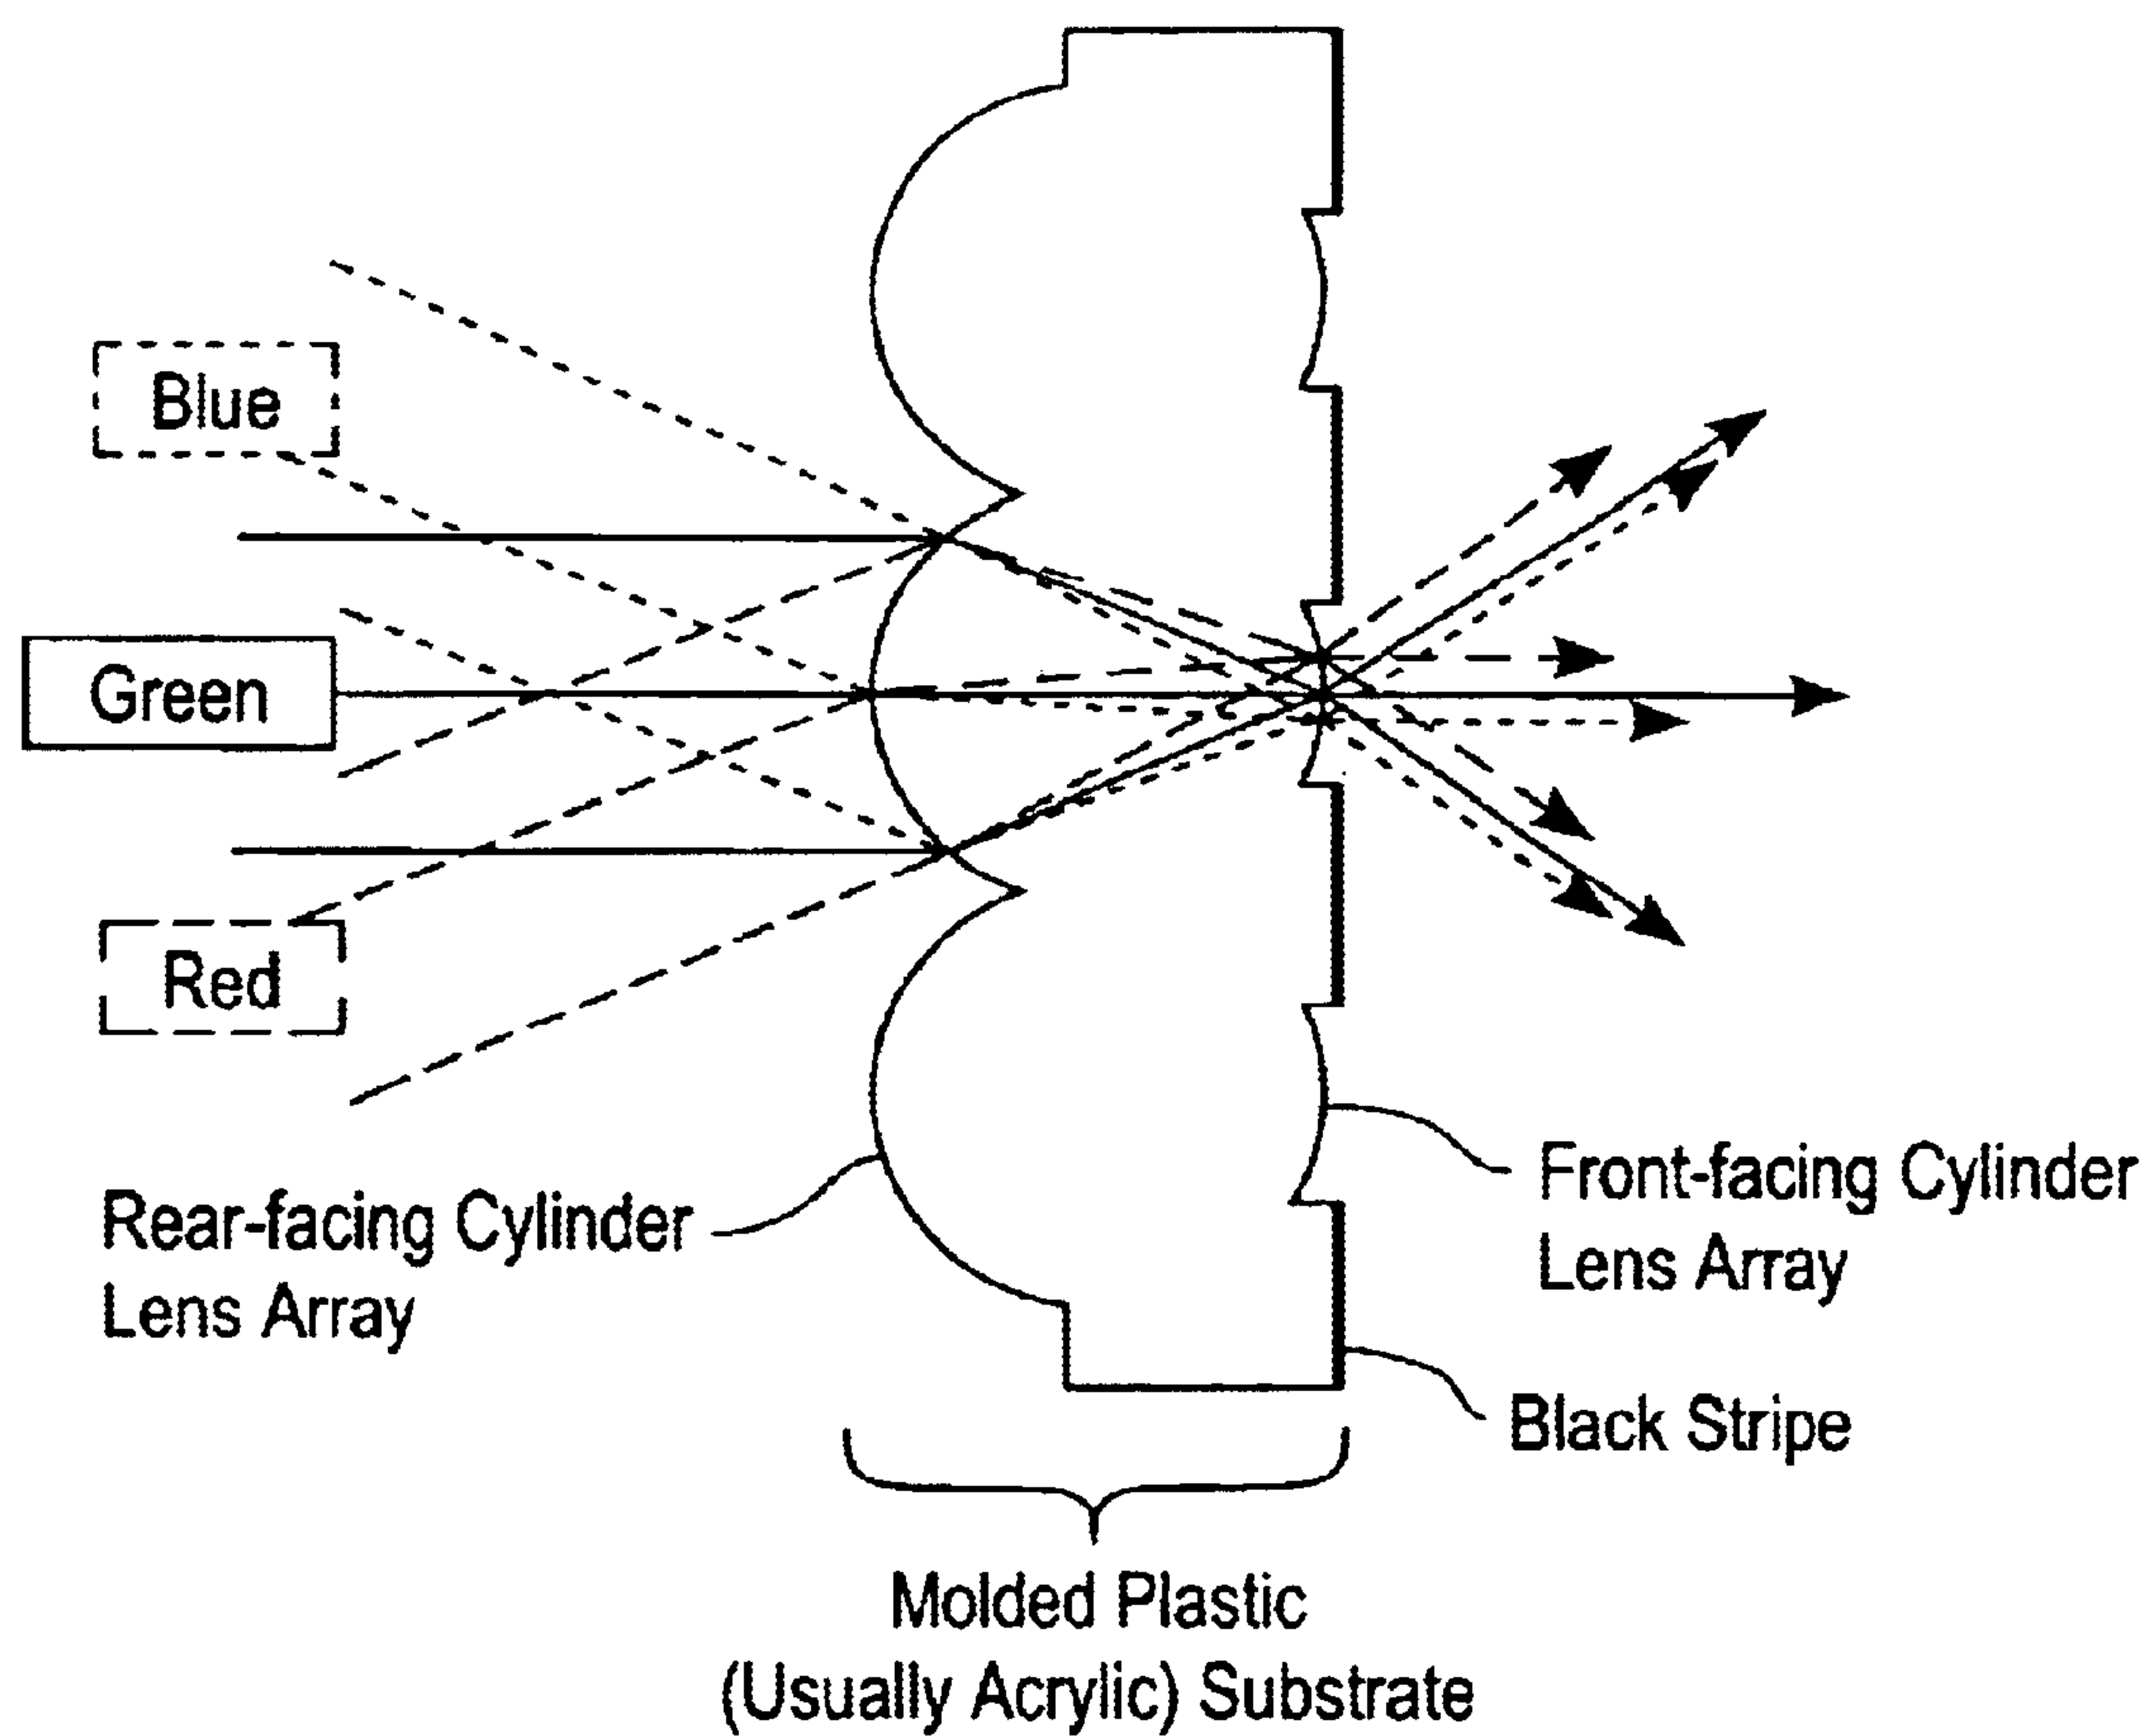 Blue
Green
Red
Rear-facing Cylinder
Lens Array
Front-facing Cylinder
Lens Array
Black Stripe
Molded Plastic
(Usually Acrylic) Substrate